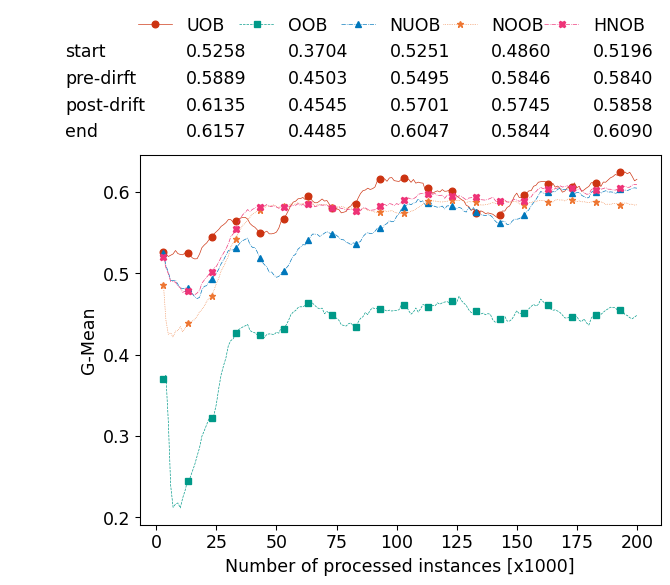 UOB OOB NUOB NOOB HNOB
start 0.5258 0.3704 0.5251 0.4860 0.5196
pre-dirft 0.5889 0.4503 0.5495 0.5846 0.5840
post-drift 0.6135 0.4545 0.5701 0.5745 0.5858
end 0.6157 0.4485 0.6047 0.5844 0.6090
0.6
0.5
0.4
0.3
0.2
G-Mean
0 25 50 75 100 125 150 175 200
Number of processed instances [x1000]